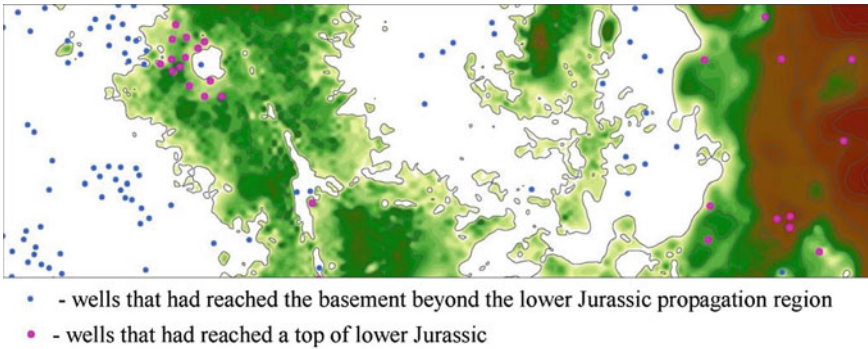 - wells that had reached the basement beyond the lower Jurassic propagation region
- wells that had reached a top of lower Jurassic